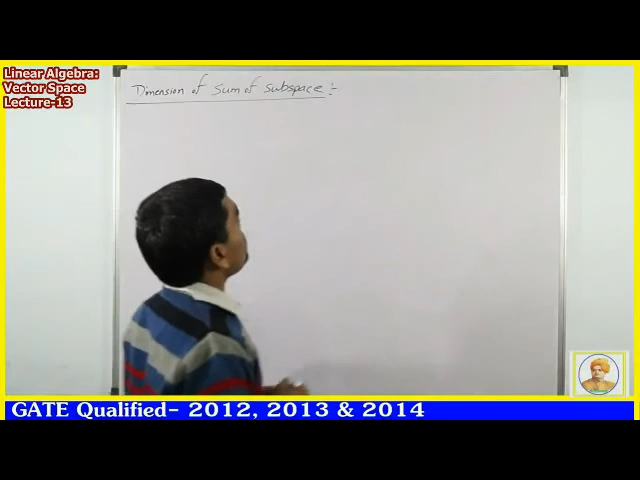 Linear Algebra:
Vector Space
Lecture-13
Dimension of sum of subspace :-
GATE Qualified- 2012, 2013 & 2014